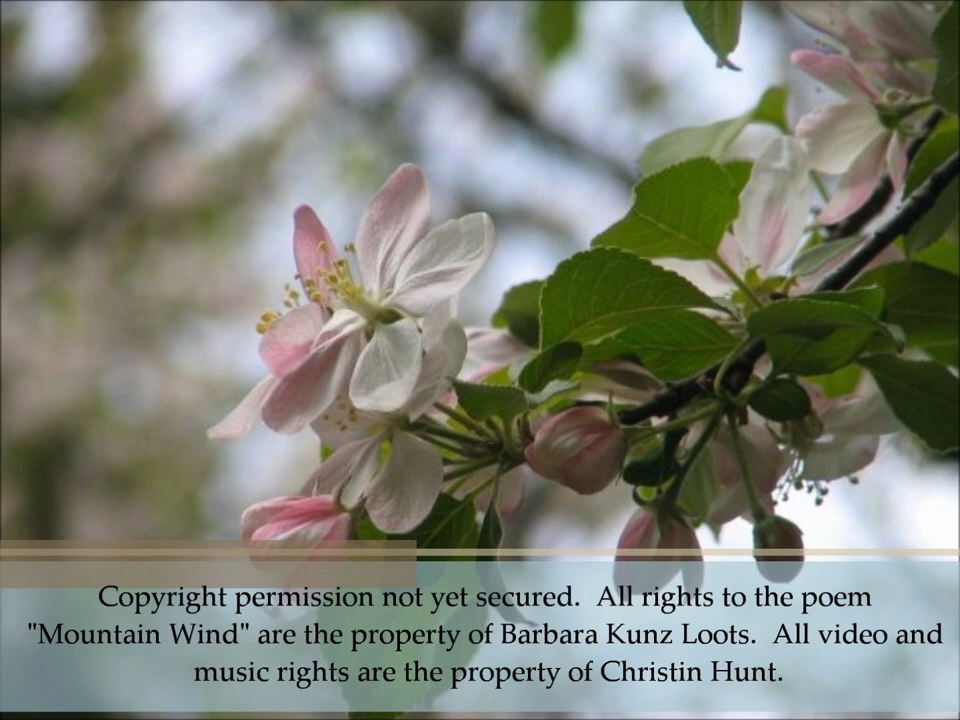 Copyright permission not yet secured.  All rights to the poem
"Mountain Wind" are the property of Barbara Kunz Loots.  All video and
music rights are the property of Christin Hunt.